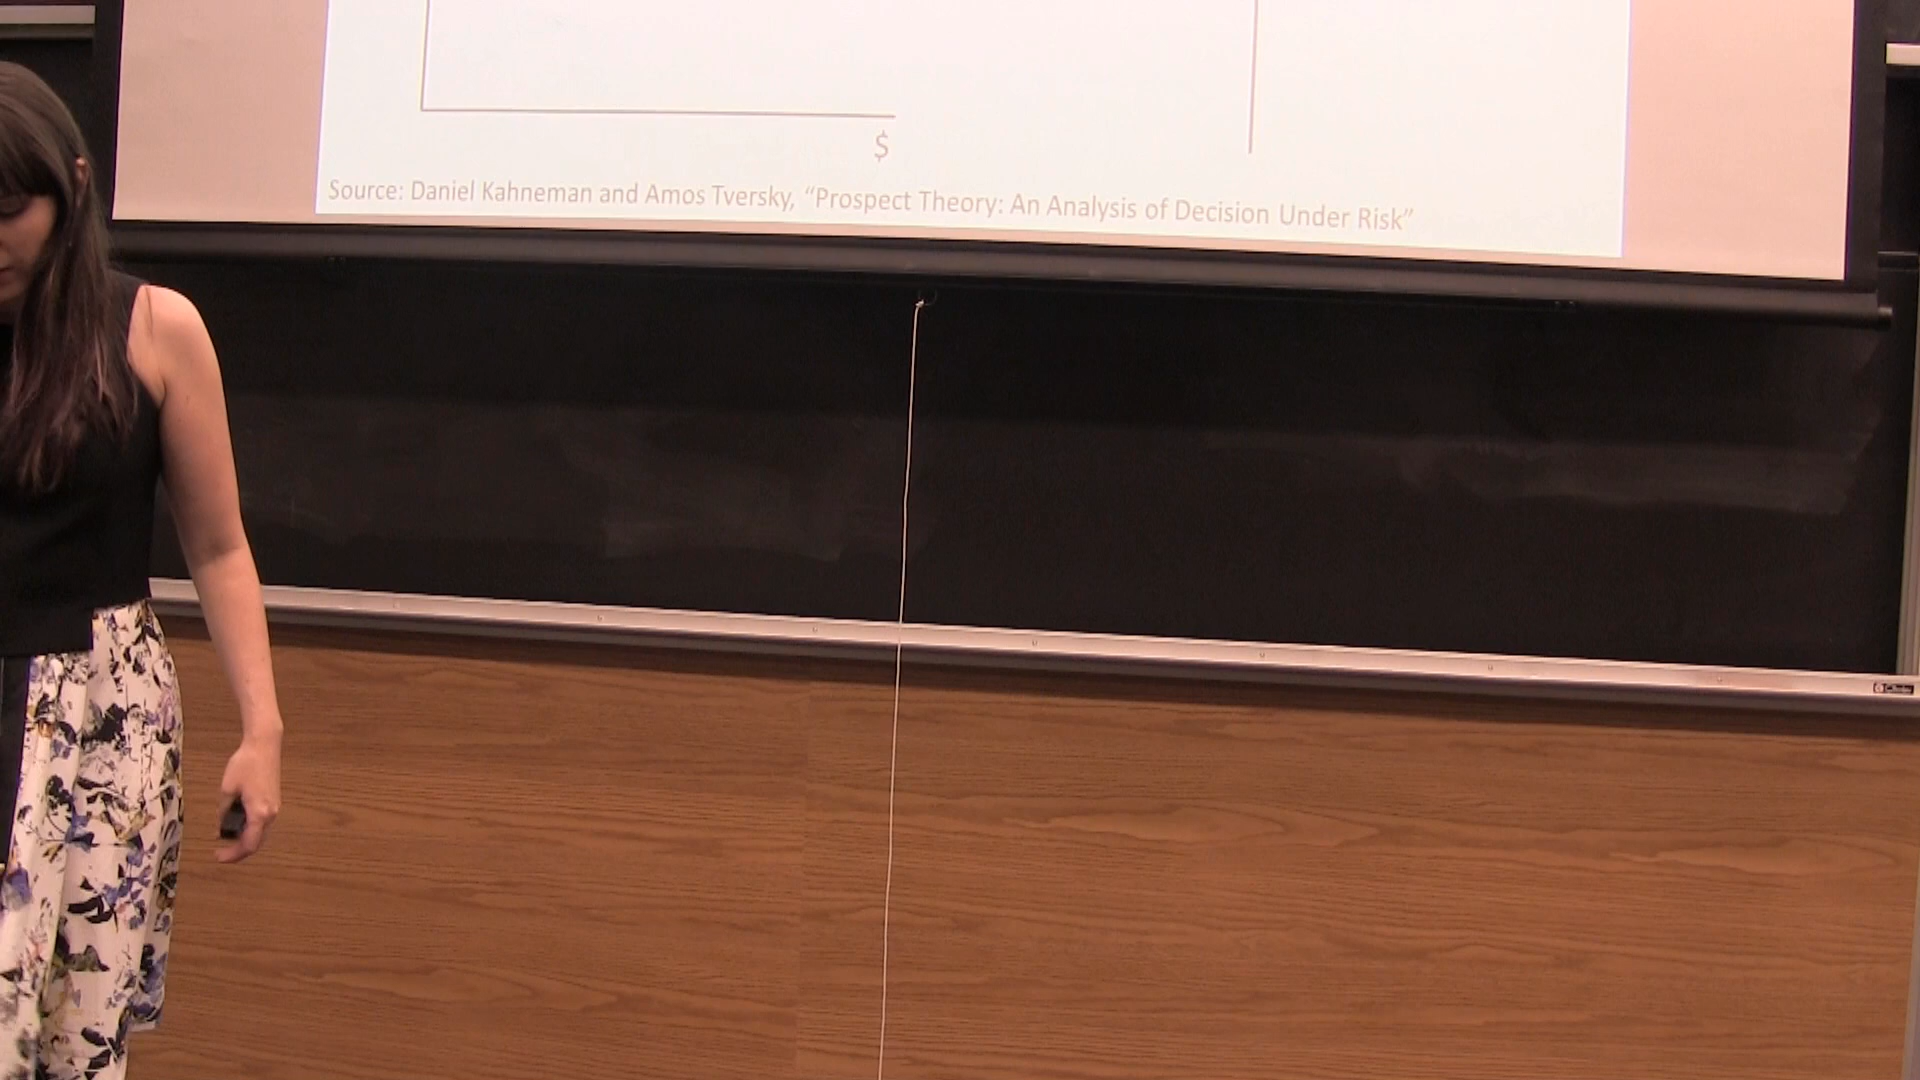 $
Source: Daniel Kahneman and Amos Tversky, “Prospect Theory: An Analysis of Decision Under Risk”